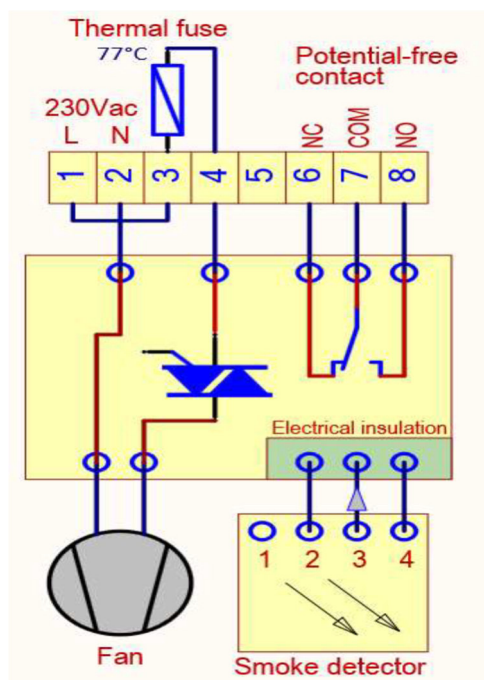 Thermal fuse
77°C
Potential-free
contact
230Vac
L N
NC COM NO
1 2 3 4 5 6 7 8
Electrical insulation
1 2 3 4
Fan
Smoke detector